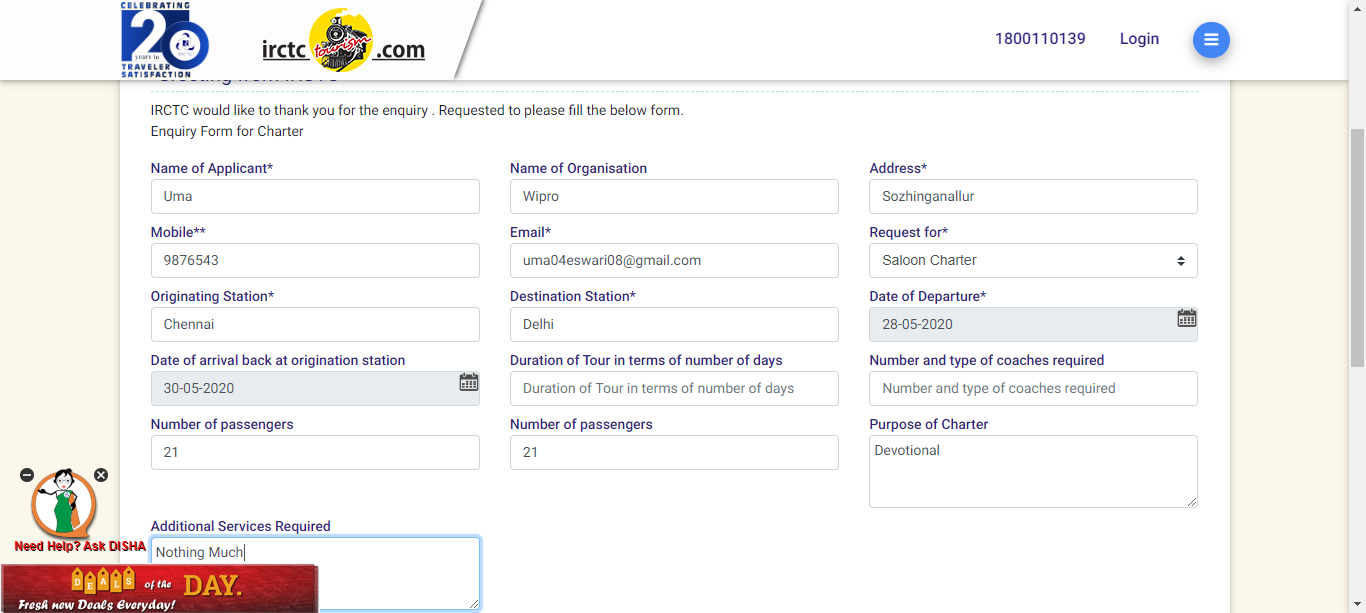 CELEBRATING
20
years in
TRAVELER
SATISFACTION
irctc tourism .com
1800110139 Login
IRCTC would like to thank you for the enquiry . Requested to please fill the below form.
Enquiry Form for Charter
Name of Applicant* Name of Organisation Address*
Uma Wipro Sozhinganallur
Mobile** Email* Request for*
9876543 uma04eswari08@gmail.com Saloon Charter
Originating Station* Destination Station* Date of Departure*
Chennai Delhi 28-05-2020
Date of arrival back at origination station Duration of Tour in terms of number of days Number and type of coaches required
30-05-2020 Duration of Tour in terms of number of days Number and type of coaches required
Number of passengers Number of passengers Purpose of Charter
21 21 Devotional
Additional Services Required
Nothing Much
Need Help? Ask DISHA
DEALS of the DAY.
Fresh new Deals Everyday!